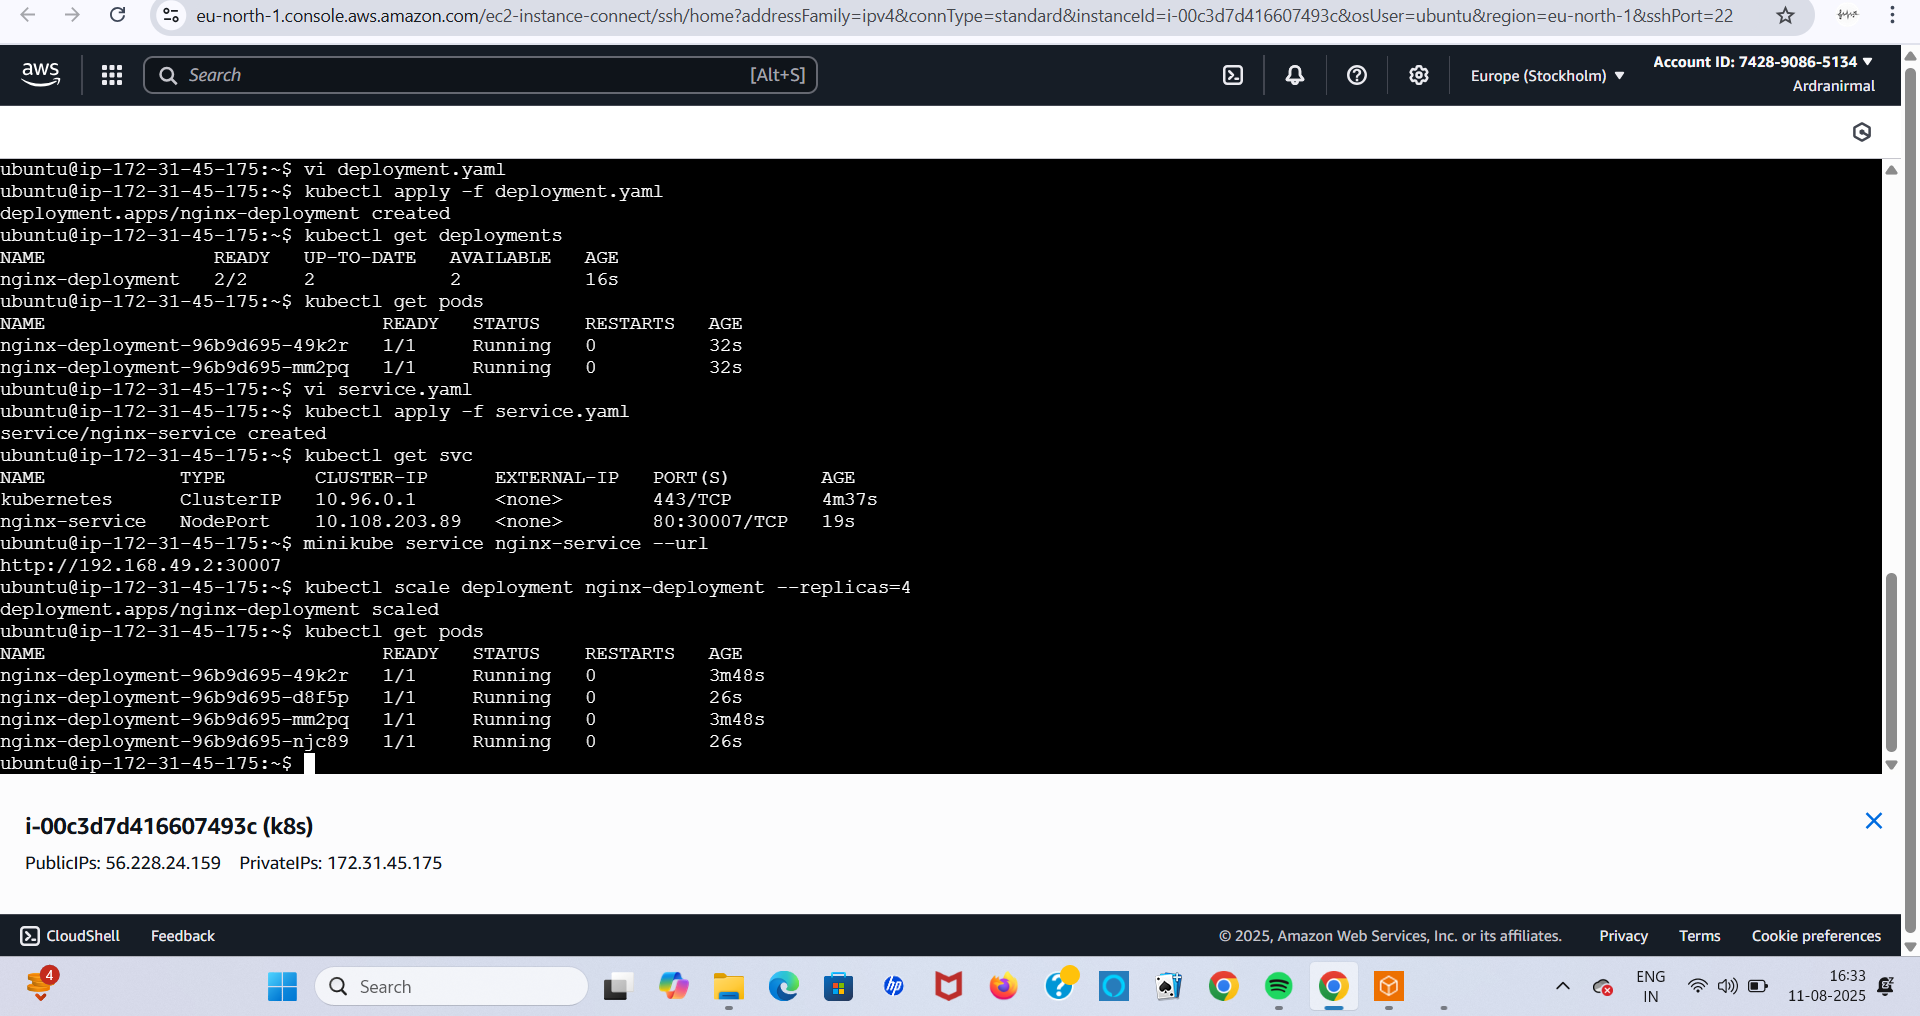 eu-north-1.console.aws.amazon.com/ec2-instance-connect/ssh/home?addressFamily=ipv4&connType=standard&instanceId=i-00c3d7d416607493c&osUser=ubuntu&region=eu-north-1&sshPort=22
aws
Search [Alt+S]
Europe (Stockholm)
Account ID: 7428-9086-5134
Ardranirmal
ubuntu@ip-172-31-45-175:~$ vi deployment.yaml
ubuntu@ip-172-31-45-175:~$ kubectl apply -f deployment.yaml
deployment.apps/nginx-deployment created
ubuntu@ip-172-31-45-175:~$ kubectl get deployments
NAME READY UP-TO-DATE AVAILABLE AGE
nginx-deployment 2/2 2 2 16s
ubuntu@ip-172-31-45-175:~$ kubectl get pods
NAME READY STATUS RESTARTS AGE
nginx-deployment-96b9d695-49k2r 1/1 Running 0 32s
nginx-deployment-96b9d695-mm2pq 1/1 Running 0 32s
ubuntu@ip-172-31-45-175:~$ vi service.yaml
ubuntu@ip-172-31-45-175:~$ kubectl apply -f service.yaml
service/nginx-service created
ubuntu@ip-172-31-45-175:~$ kubectl get svc
NAME TYPE CLUSTER-IP EXTERNAL-IP PORT(S) AGE
kubernetes ClusterIP 10.96.0.1 <none> 443/TCP 4m37s
nginx-service NodePort 10.108.203.89 <none> 80:30007/TCP 19s
ubuntu@ip-172-31-45-175:~$ minikube service nginx-service --url
http://192.168.49.2:30007
ubuntu@ip-172-31-45-175:~$ kubectl scale deployment nginx-deployment --replicas=4
deployment.apps/nginx-deployment scaled
ubuntu@ip-172-31-45-175:~$ kubectl get pods
NAME READY STATUS RESTARTS AGE
nginx-deployment-96b9d695-49k2r 1/1 Running 0 3m48s
nginx-deployment-96b9d695-d8f5p 1/1 Running 0 26s
nginx-deployment-96b9d695-mm2pq 1/1 Running 0 3m48s
nginx-deployment-96b9d695-njc89 1/1 Running 0 26s
ubuntu@ip-172-31-45-175:~$
i-00c3d7d416607493c (k8s)
PublicIPs: 56.228.24.159 PrivateIPs: 172.31.45.175
CloudShell Feedback © 2025, Amazon Web Services, Inc. or its affiliates. Privacy Terms Cookie preferences
4
Search
hp
ENG
IN
16:33
11-08-2025